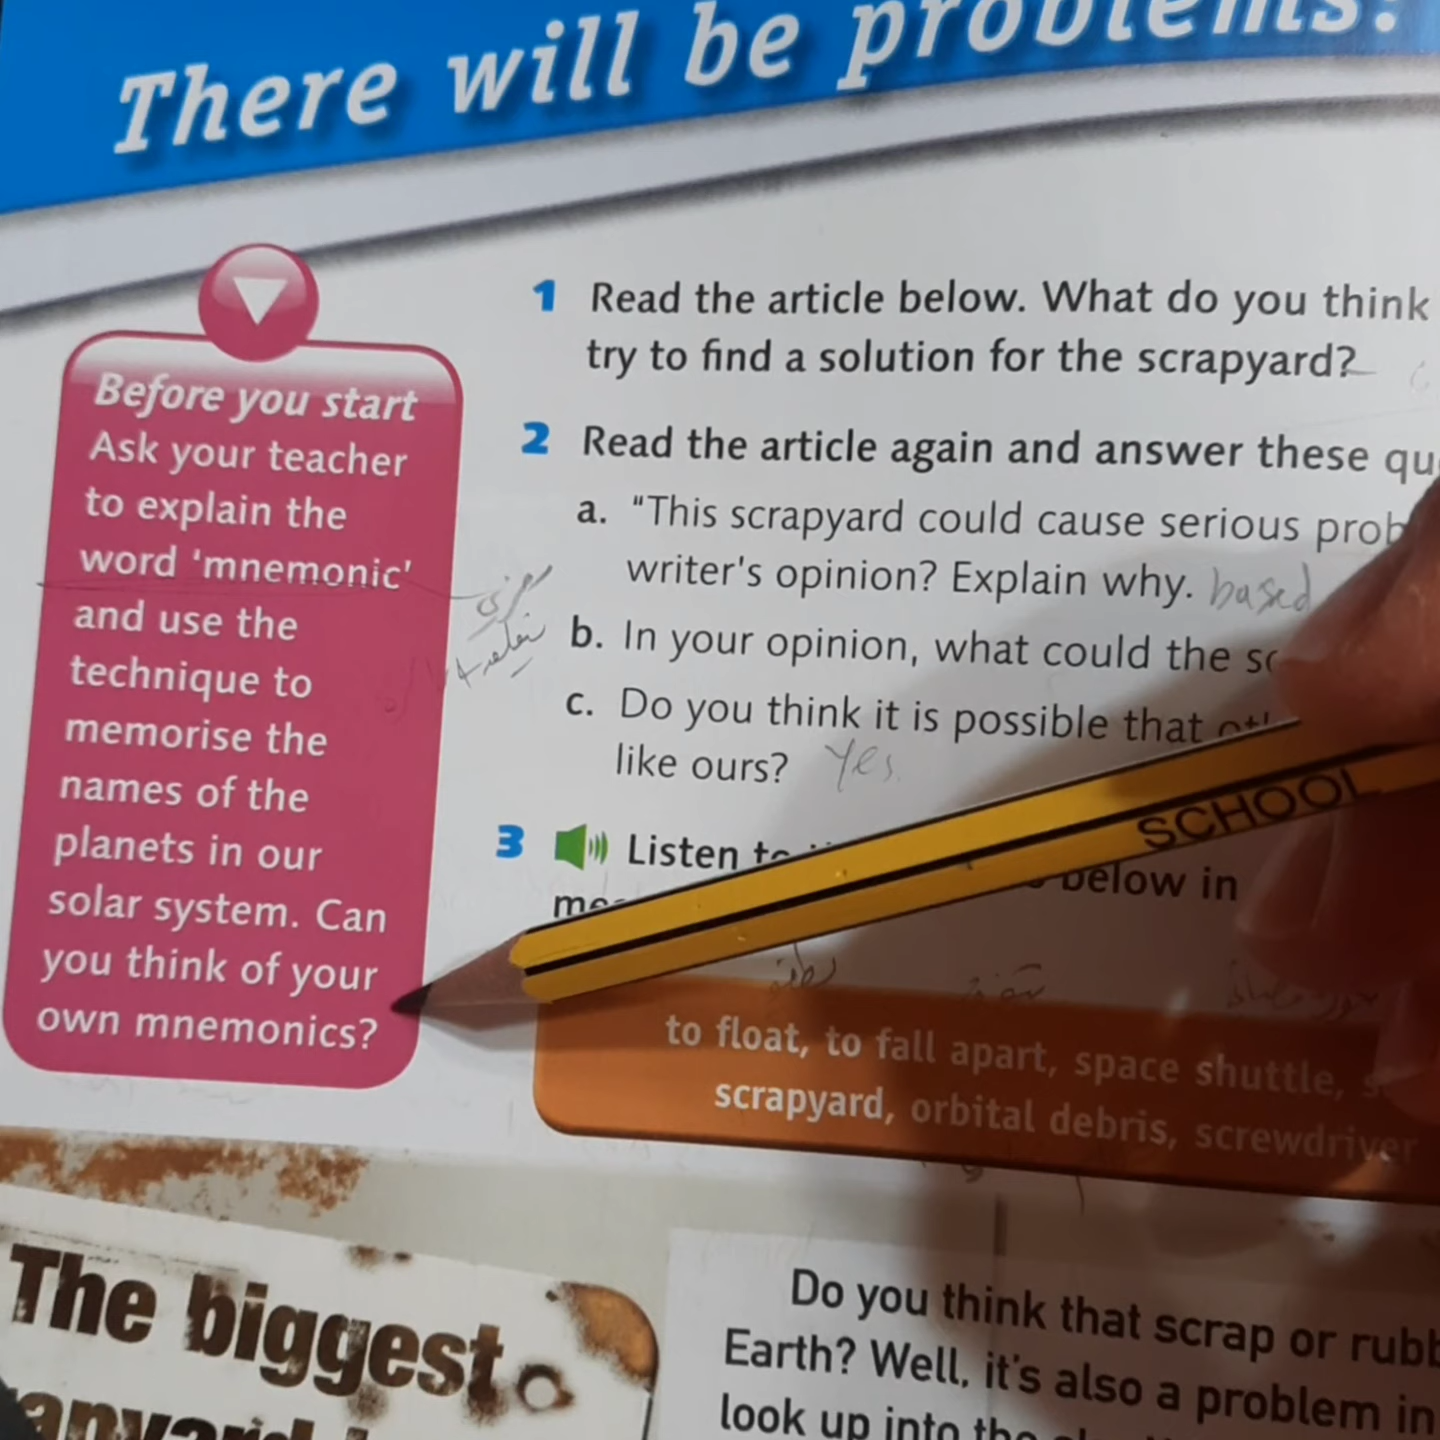 There will be problems!
Before you start
Ask your teacher
to explain the
word 'mnemonic'
and use the
technique to
memorise the
names of the
planets in our
solar system. Can
you think of your
own mnemonics?
1 Read the article below. What do you think
try to find a solution for the scrapyard?
2 Read the article again and answer these
a. "This scrapyard could cause serious
writer's opinion? Explain why. based
b. In your opinion, what could the
c. Do you think it is possible that
like ours? Yes
3 Listen
below in
to float, to fall apart, space shuttle,
scrapyard, orbital debris, screwdriver
The biggest
Do you think that scrap or
Earth? Well, it's also a problem in
look up into the